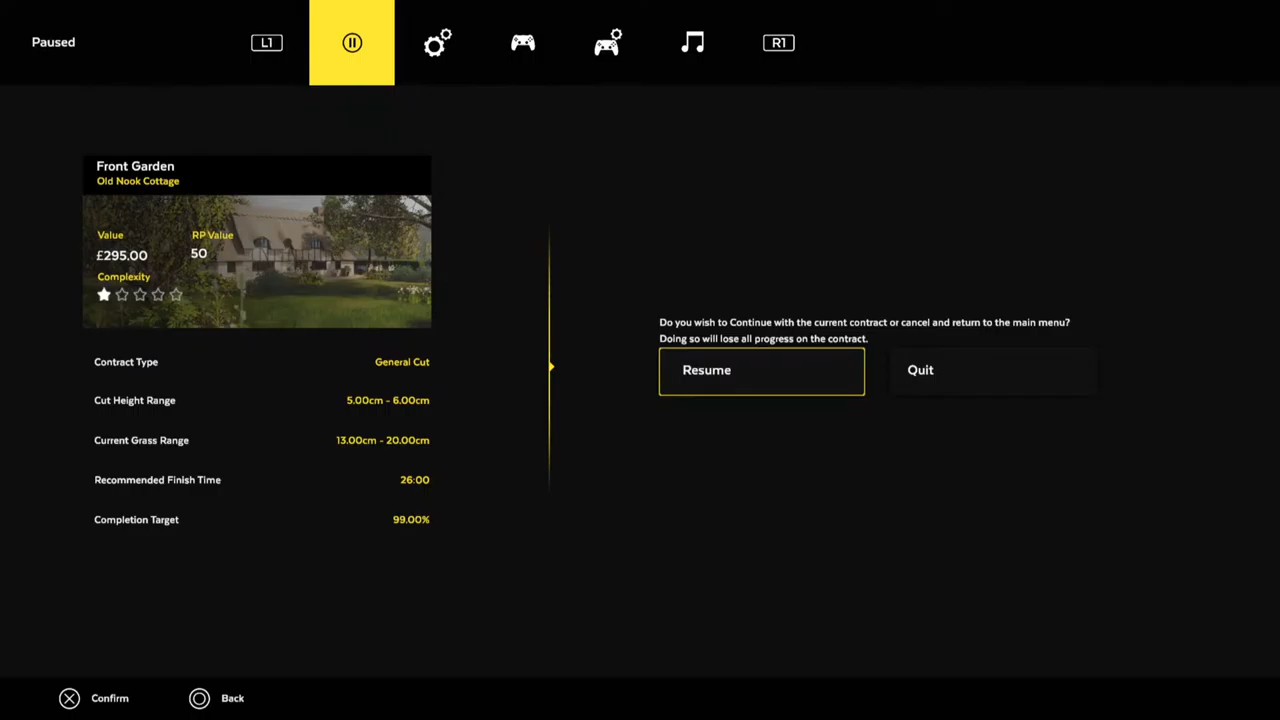 Paused
L1
R1
Front Garden
Old Nook Cottage
Value
RP Value
£295.00
50
Complexity
Contract Type
General Cut
Cut Height Range
5.00cm - 6.00cm
Current Grass Range
13.00cm - 20.00cm
Recommended Finish Time
26:00
Completion Target
99.00%
Do you wish to Continue with the current contract or cancel and return to the main menu?
Doing so will lose all progress on the contract.
Resume
Quit
Confirm
Back